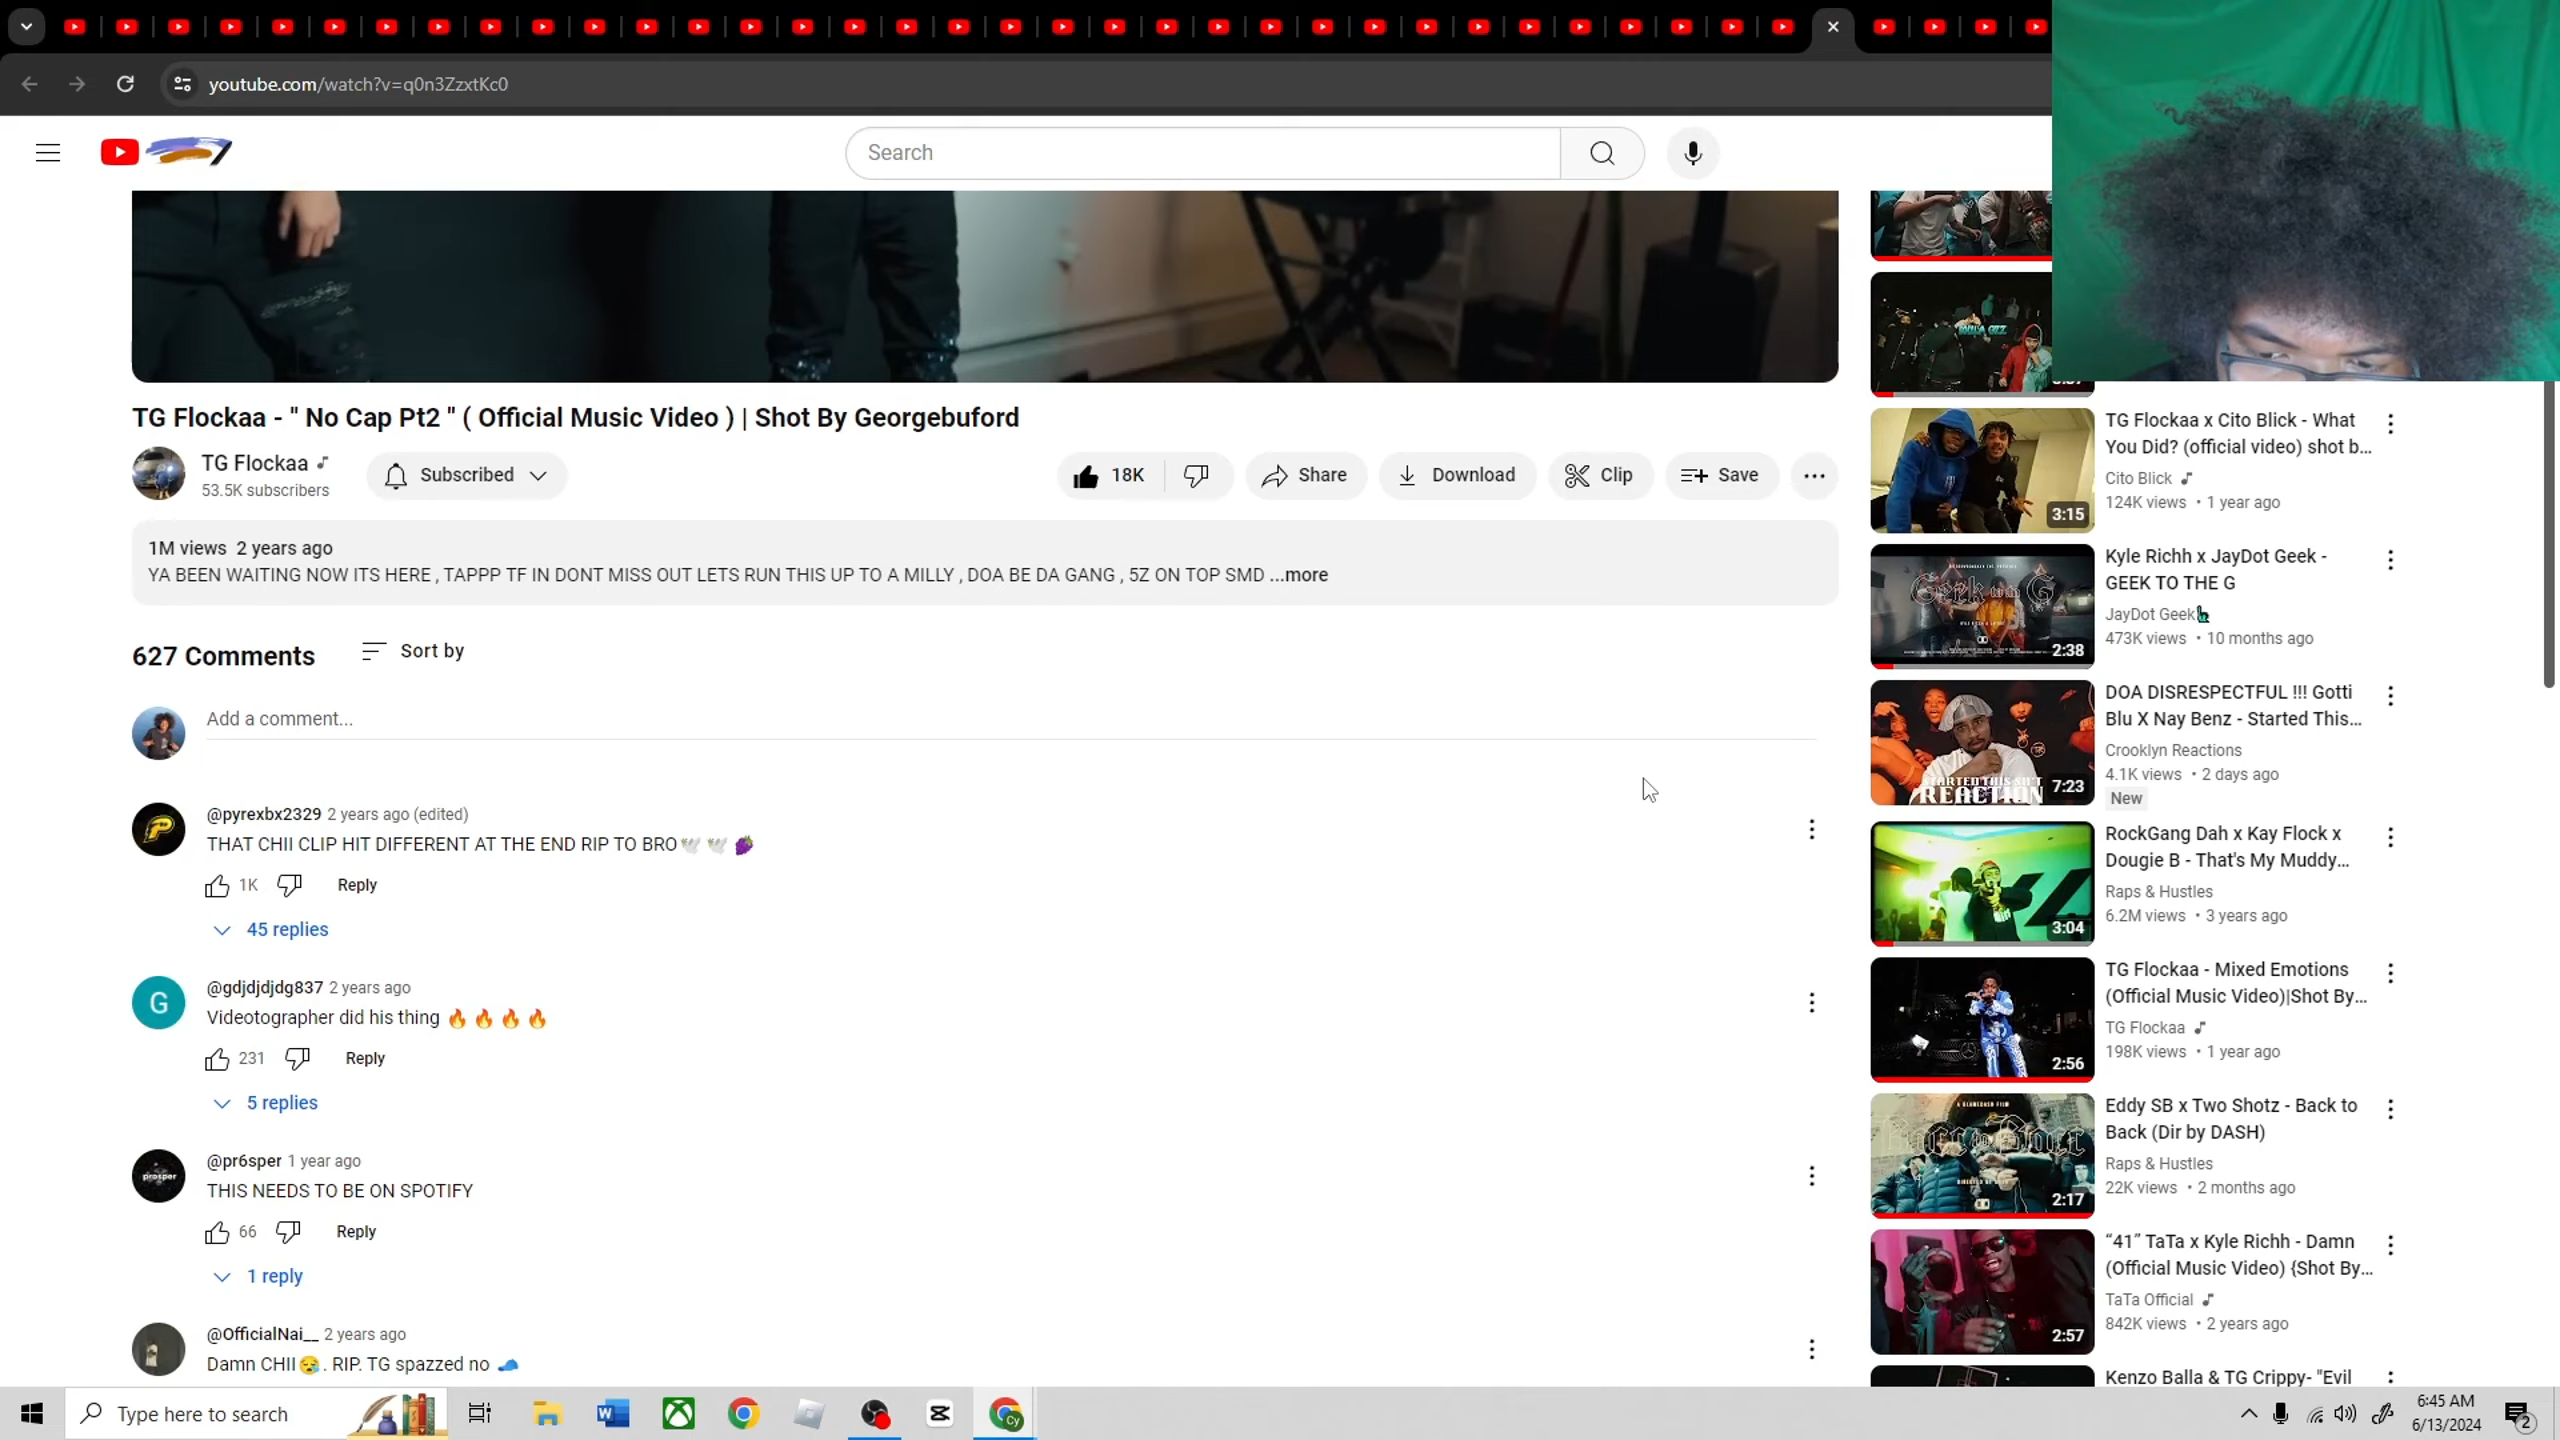 youtube.com/watch?v=q0n3ZzxtKc0
Search
TG Flockaa - " No Cap Pt2 " ( Official Music Video ) | Shot By Georgebuford
TG Flockaa
53.5K subscribers
Subscribed
18K
Share
Download
Clip
Save
1M views 2 years ago
YA BEEN WAITING NOW ITS HERE , TAPPP TF IN DONT MISS OUT LETS RUN THIS UP TO A MILLY , DOA BE DA GANG , 5Z ON TOP SMD ...more
627 Comments
Sort by
Add a comment...
@pyrexbx2329 2 years ago (edited)
THAT CHII CLIP HIT DIFFERENT AT THE END RIP TO BRO🕊️ 🕊️ 🍇
1K
Reply
45 replies
G
@gdjdjdjdg837 2 years ago
Videotographer did his thing 🔥 🔥 🔥 🔥
231
Reply
5 replies
prosper
@pr6sper 1 year ago
THIS NEEDS TO BE ON SPOTIFY
66
Reply
1 reply
@OfficialNai__ 2 years ago
Damn CHII😪. RIP. TG spazzed no 🧢
TG Flockaa x Cito Blick - What
You Did? (official video) shot b...
Cito Blick
124K views • 1 year ago
3:15
Kyle Richh x JayDot Geek -
GEEK TO THE G
JayDot Geek
473K views • 10 months ago
Geek to the G
2:38
DOA DISRESPECTFUL !!! Gotti
Blu X Nay Benz - Started This...
Crooklyn Reactions
4.1K views • 2 days ago
New
STARTED THIS SH*T
REACTION
7:23
RockGang Dah x Kay Flock x
Dougie B - That's My Muddy...
Raps & Hustles
6.2M views • 3 years ago
3:04
TG Flockaa - Mixed Emotions
(Official Music Video)|Shot By...
TG Flockaa
198K views • 1 year ago
2:56
Eddy SB x Two Shotz - Back to
Back (Dir by DASH)
Raps & Hustles
22K views • 2 months ago
2:17
“41” TaTa x Kyle Richh - Damn
(Official Music Video) {Shot By...
TaTa Official
842K views • 2 years ago
2:57
Kenzo Balla & TG Crippy- "Evil
Type here to search
Cy
6:45 AM
6/13/2024
2